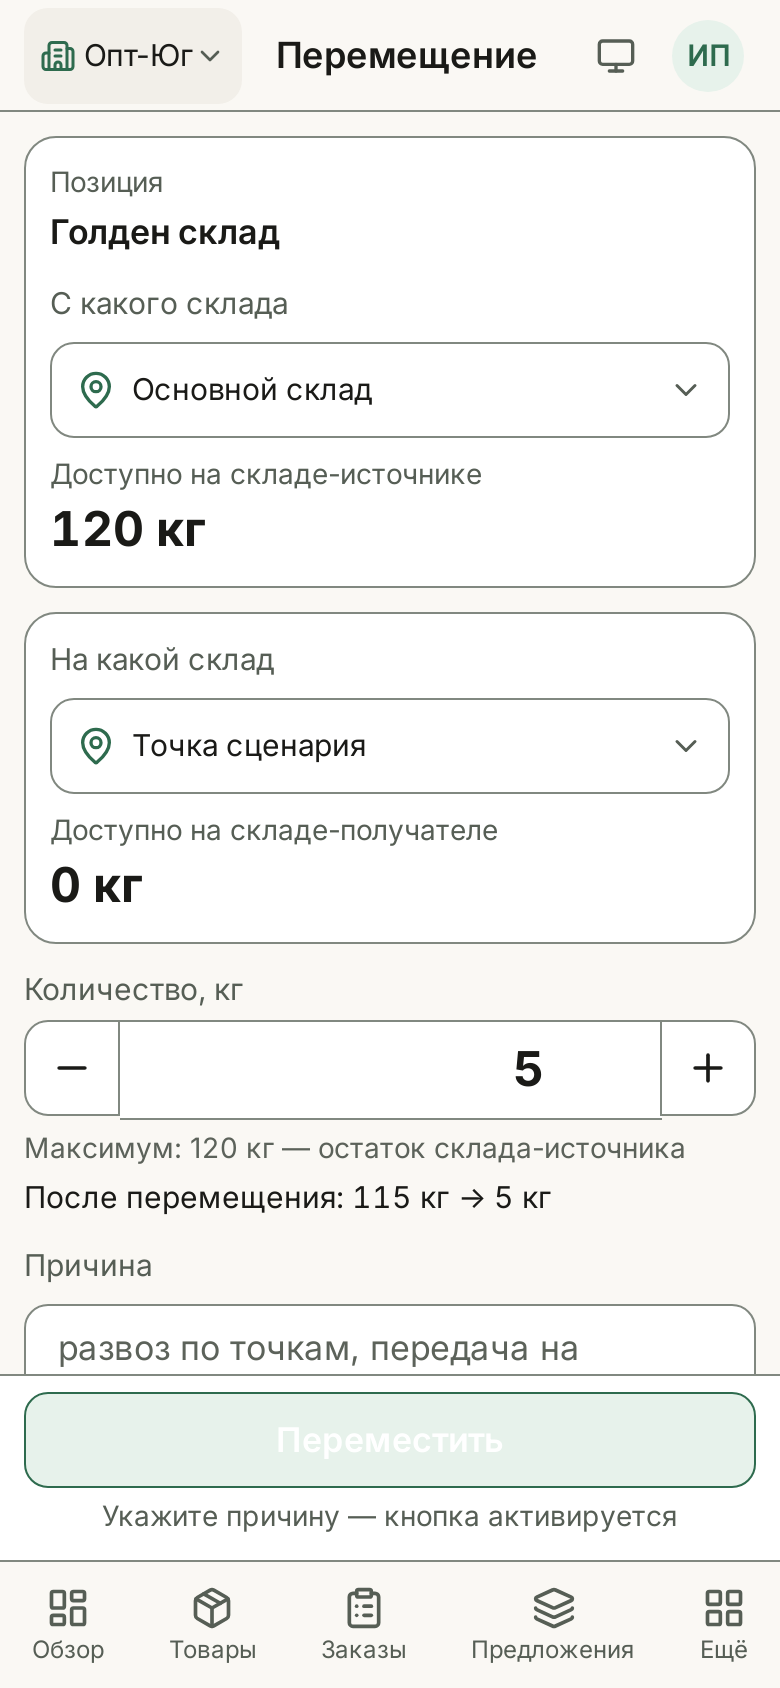 Опт-Юг
Перемещение
ИП
Позиция
Голден склад
С какого склада
Основной склад
Доступно на складе-источнике
120 кг
На какой склад
Точка сценария
Доступно на складе-получателе
0 кг
Количество, кг
5
Максимум: 120 кг — остаток склада-источника
После перемещения: 115 кг → 5 кг
Причина
развоз по точкам, передача на
Переместить
Укажите причину — кнопка активируется
Обзор
Товары
Заказы
Предложения
Ещё